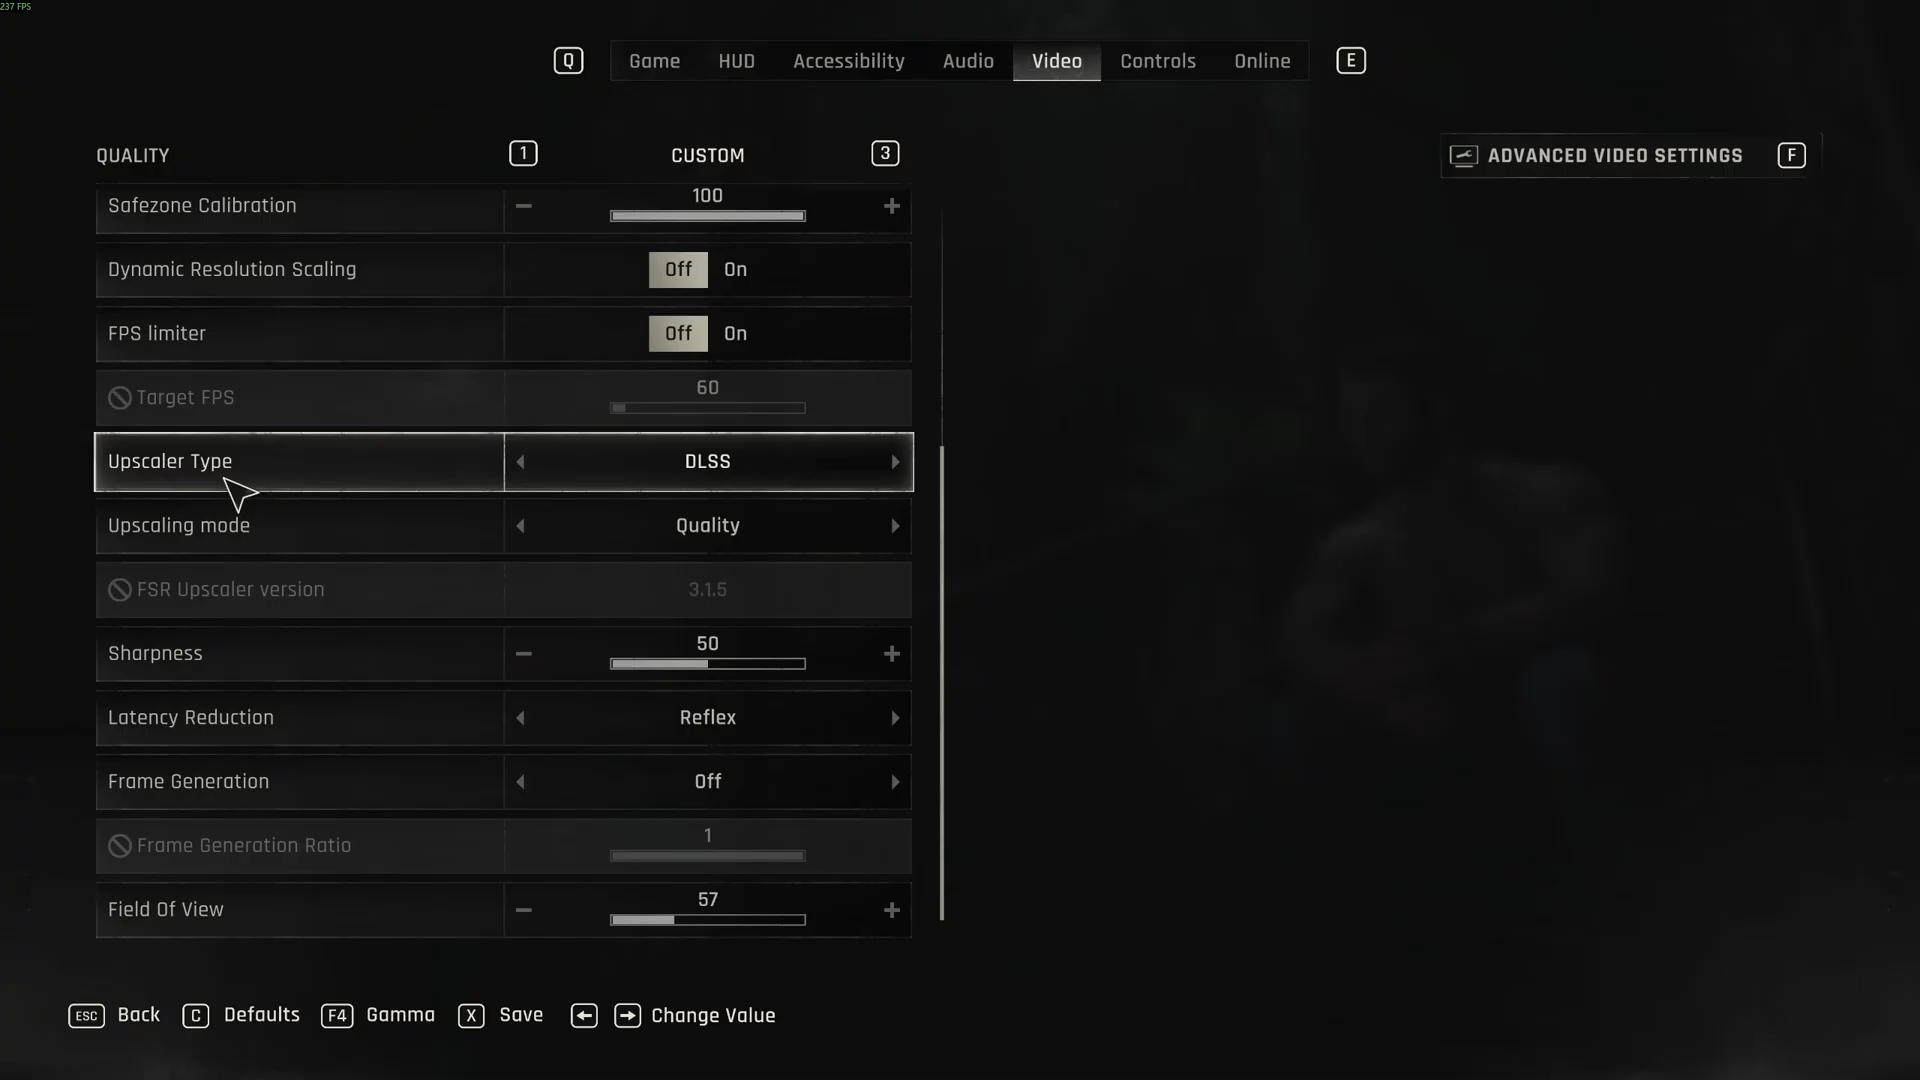 237 FPS
Q Game HUD Accessibility Audio Video Controls Online E
QUALITY 1 CUSTOM 3
ADVANCED VIDEO SETTINGS F
Safezone Calibration 100
Dynamic Resolution Scaling Off On
FPS limiter Off On
Target FPS 60
Upscaler Type DLSS
Upscaling mode Quality
FSR Upscaler version 3.1.5
Sharpness 50
Latency Reduction Reflex
Frame Generation Off
Frame Generation Ratio 1
Field Of View 57
ESC Back C Defaults F4 Gamma X Save Change Value